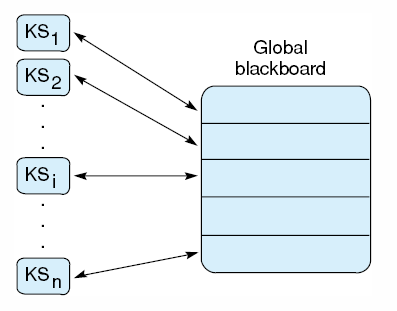 KS1
Global
blackboard
KS2
.
.
.
KSi
.
.
.
KSn